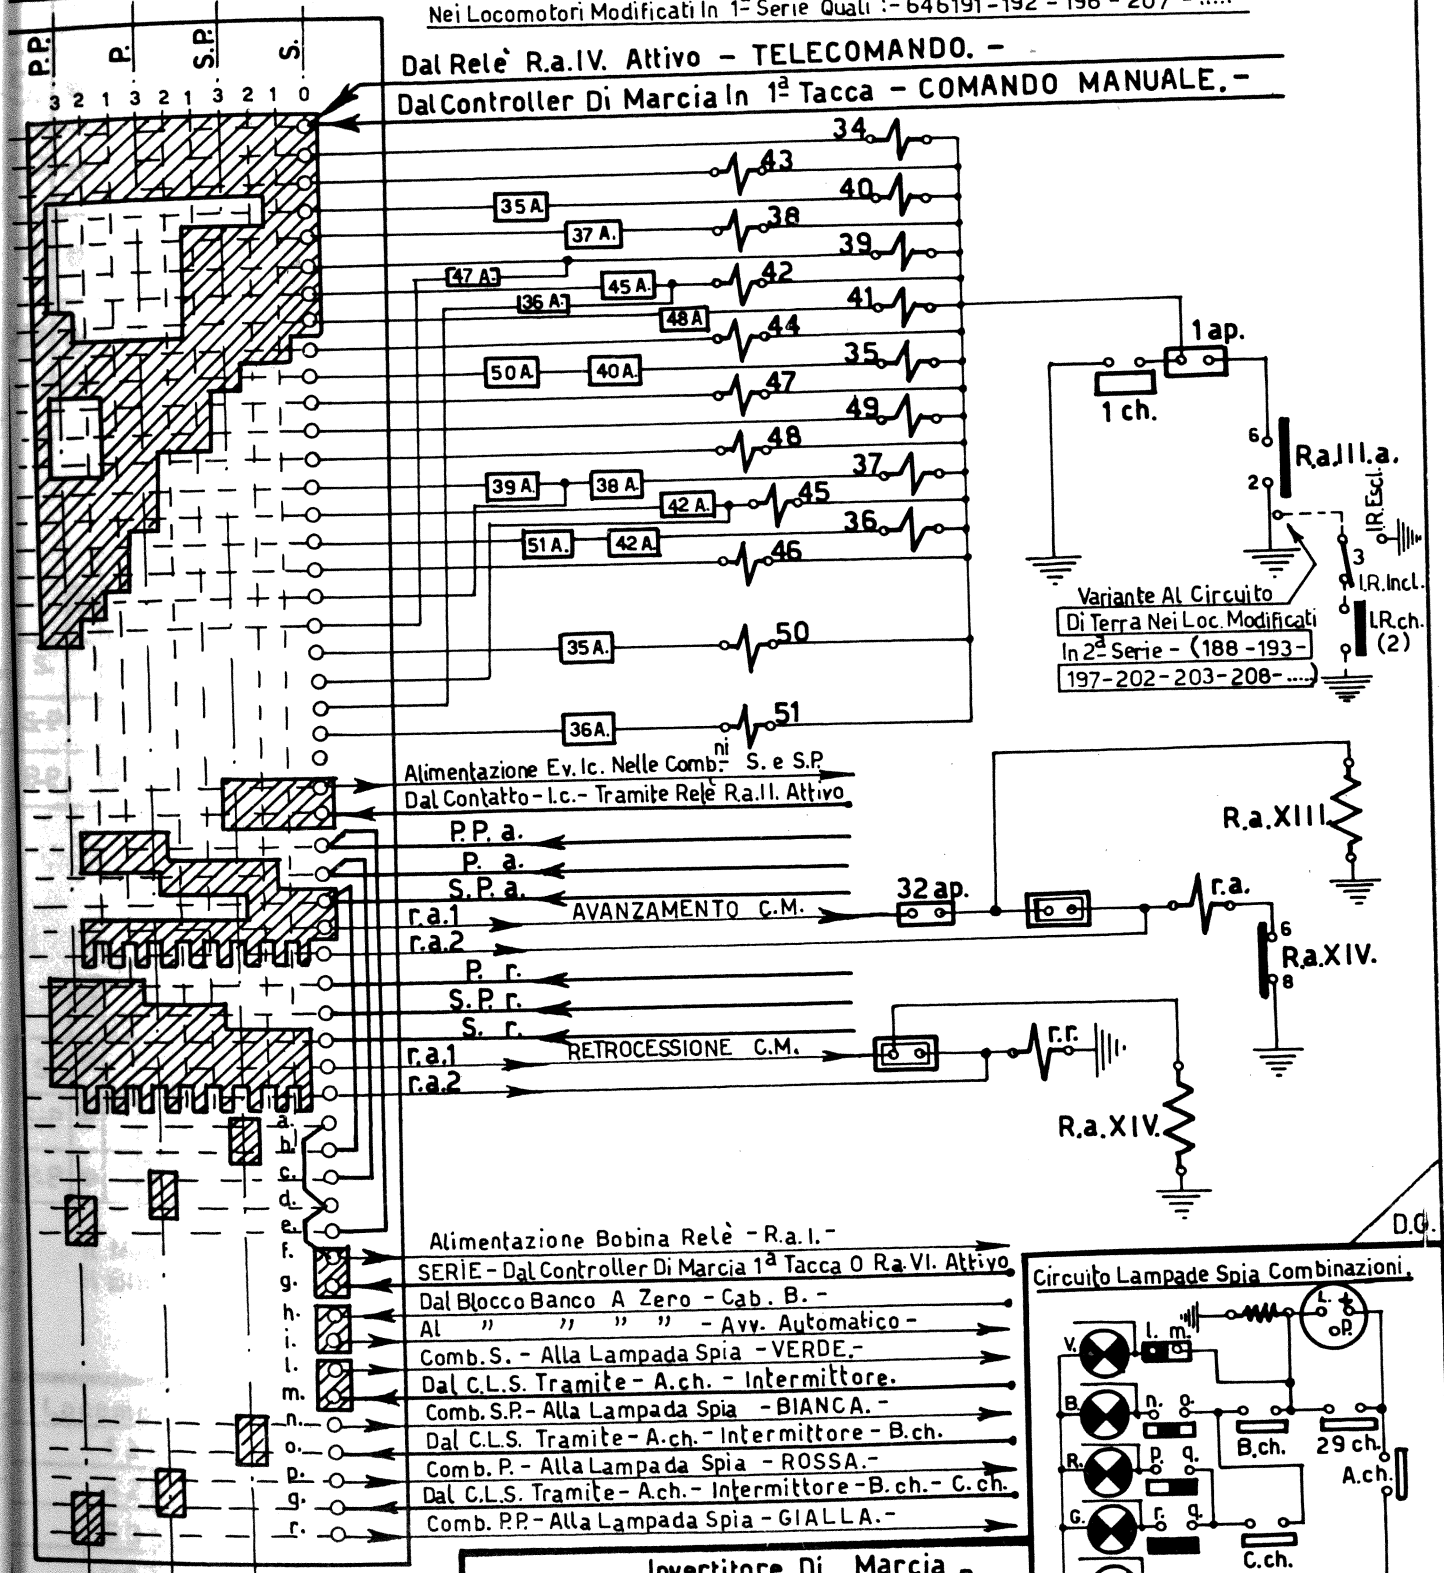 Nei Locomotori Modificati In 1ª Serie Quali :- 646191-192 - 196 - 207 - .....
P.P. P. S.P. S.
3 2 1 3 2 1 3 2 1 0
Dal Relè R.a.IV. Attivo - TELECOMANDO. -
Dal Controller Di Marcia In 1ª Tacca - COMANDO MANUALE. -
34
43
40
35 A.
38
37 A.
39
47 A.
42
45 A.
36 A.
41
48 A
44
1 ap.
35
50 A. 40 A.
47
1 ch.
49
48
6
R.a.III.a.
37
39 A. 38 A.
2
I.R. Escl.
45
42 A.
36
51 A. 42 A.
46
3
I.R. Incl.
Variante Al Circuito
Di Terra Nei Loc. Modificati
In 2ª Serie - (188 -193-
197-202-203-208-.....)
I.R.ch.
(2)
50
35 A.
51
36A.
Alimentazione Ev. Ic. Nelle Comb.ni S. e S.P.
Dal Contatto - I.c. - Tramite Relè R.a.II. Attivo
R.a.XIII.
P.P. a.
P. a.
S.P. a.
32 ap.
r.a.
r.a.1 AVANZAMENTO C.M.
r.a.2
6
R.a.XIV.
8
P. r.
S.P. r.
S. r.
r.a.1 RETROCESSIONE C.M.
r.r.
r.a.2
R.a.XIV.
a.
b.
c.
d.
e.
D.O.
f. Alimentazione Bobina Relè - R.a.I. -
g. SERIE - Dal Controller Di Marcia 1ª Tacca O R.a.VI. Attivo
h. Dal Blocco Banco A Zero - Cab. B. -
i. Al " " " " - Avv. Automatico -
l. Comb. S. - Alla Lampada Spia - VERDE. -
m. Dal C.L.S. Tramite - A.ch. - Intermittore.
n. Comb. S.P. - Alla Lampada Spia - BIANCA. -
o. Dal C.L.S. Tramite - A.ch. - Intermittore - B.ch.
p. Comb. P. - Alla Lampada Spia - ROSSA. -
q. Dal C.L.S. Tramite - A.ch. - Intermittore - B.ch. - C.ch.
r. Comb. P.P. - Alla Lampada Spia - GIALLA. -
Circuito Lampade Spia Combinazioni.
L. +
P.
V. l. m.
B. n. o.
B.ch. 29 ch.
R. p. q.
A.ch.
G. r. q.
C.ch.
Invertitore Di Marcia -